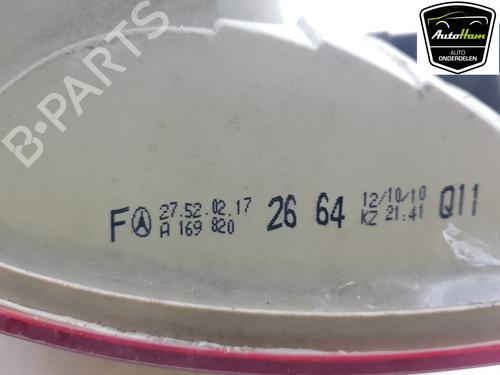 AutoHam
AUTO
ONDERDELEN
B-PARTS
F 27.52.02.17 26 64 12/10/10 Q11
A 169 820 KZ 21:41